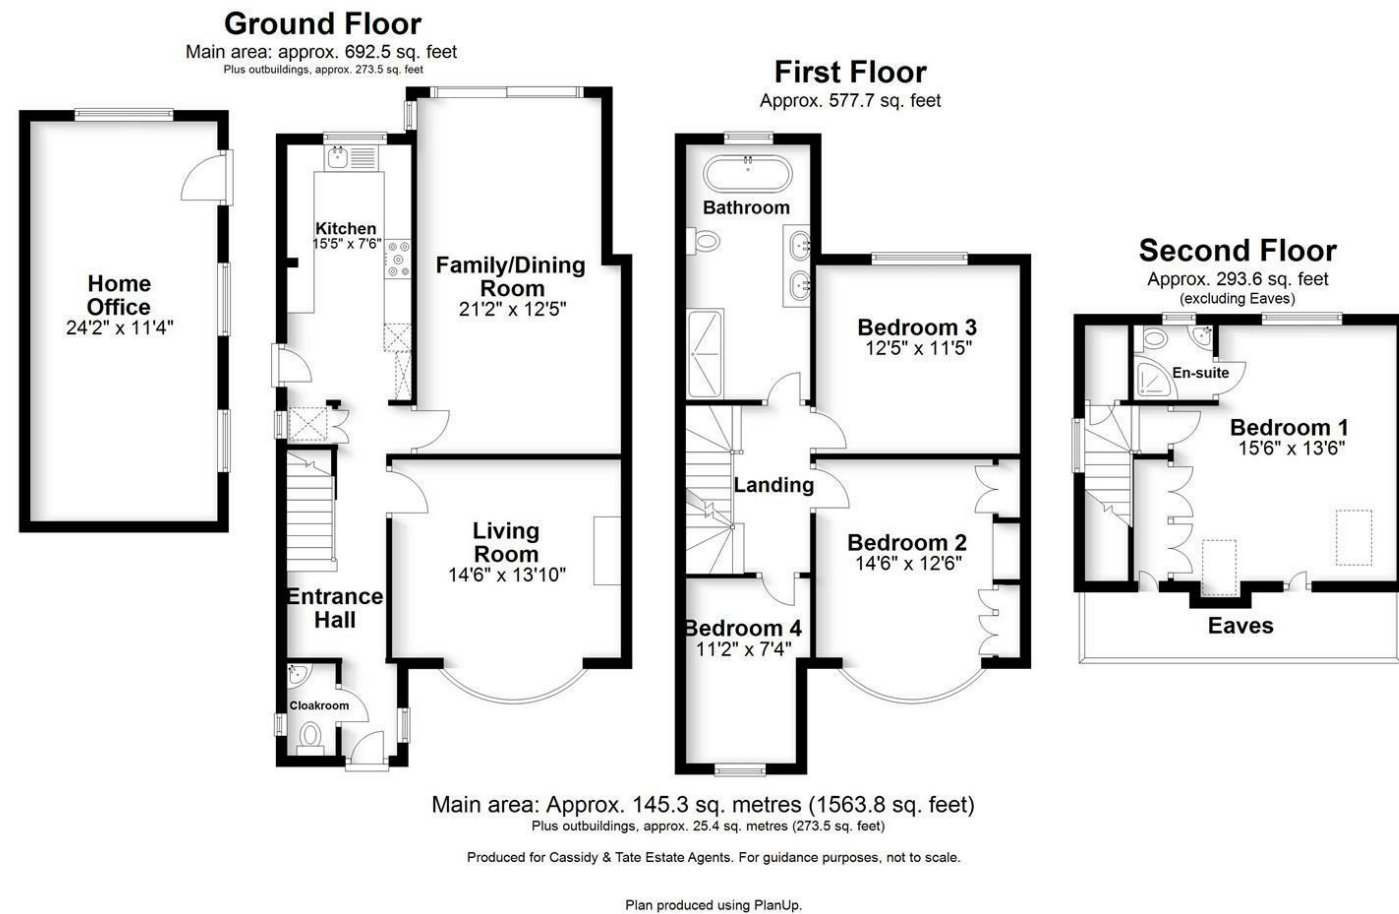 Ground Floor
Main area: approx. 692.5 sq. feet
Plus outbuildings, approx. 273.5 sq. feet
Home
Office
24'2" x 11'4"
Kitchen
15'5" x 7'6"
Family/Dining
Room
21'2" x 12'5"
Living
Room
14'6" x 13'10"
Entrance
Hall
Cloakroom
First Floor
Approx. 577.7 sq. feet
Bathroom
Bedroom 3
12'5" x 11'5"
Landing
Bedroom 2
14'6" x 12'6"
Bedroom 4
11'2" x 7'4"
Second Floor
Approx. 293.6 sq. feet
(excluding Eaves)
En-suite
Bedroom 1
15'6" x 13'6"
Eaves
Main area: Approx. 145.3 sq. metres (1563.8 sq. feet)
Plus outbuildings, approx. 25.4 sq. metres (273.5 sq. feet)
Produced for Cassidy & Tate Estate Agents. For guidance purposes, not to scale.
Plan produced using PlanUp.